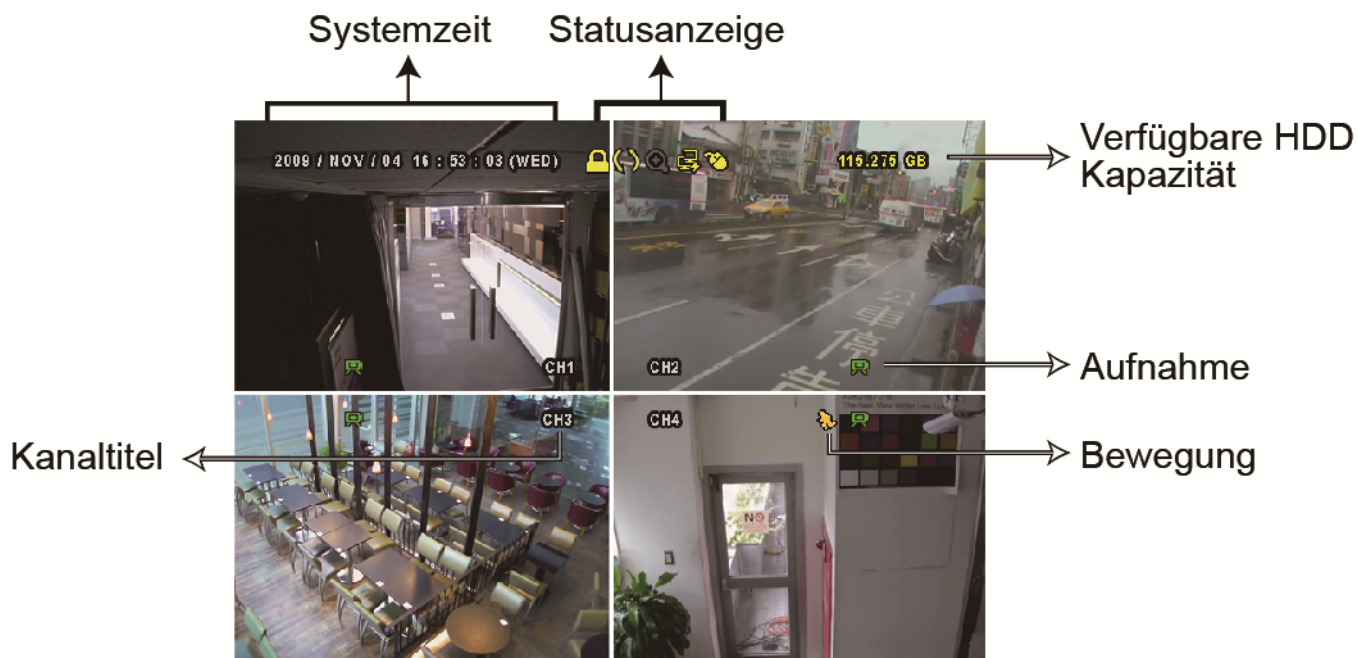 Systemzeit
Statusanzeige
2009 / NOV / 04 16 : 53 : 03 (WED)
115.275 GB
Verfügbare HDD
Kapazität
CH1
CH2
Aufnahme
Kanaltitel
CH3
CH4
Bewegung
NO